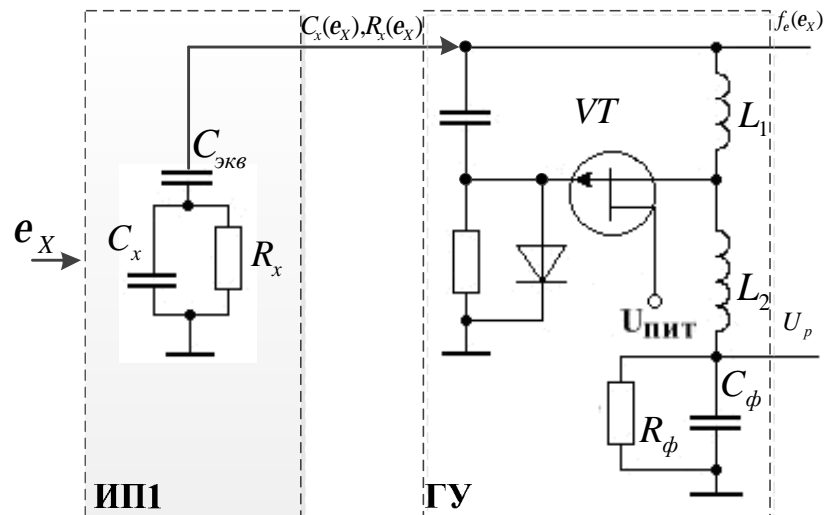 C_x(e_X),R_x(e_X)
f_e(e_X)
VT
L_1
C_экв
e_X
C_x
R_x
L_2
U_пит
U_p
C_ф
R_ф
ИП1
ГУ